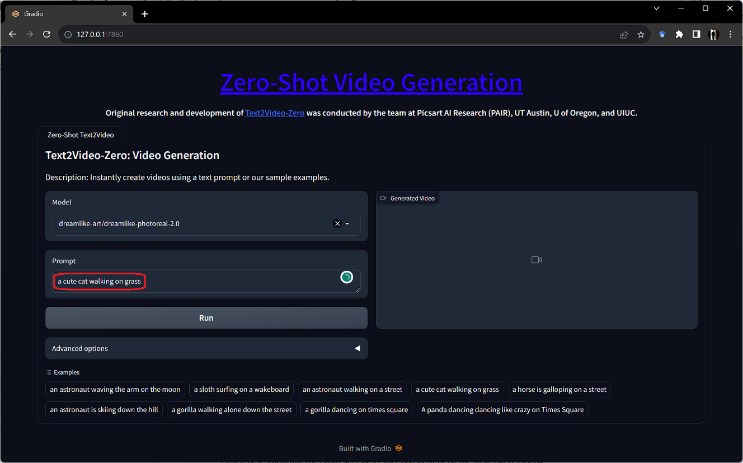 Gradio
127.0.0.1:7860
Zero-Shot Video Generation
Original research and development of Text2Video-Zero was conducted by the team at Picsart AI Research (PAIR), UT Austin, U of Oregon, and UIUC.
Zero-Shot Text2Video
Text2Video-Zero: Video Generation
Description: Instantly create videos using a text prompt or our sample examples.
Model
dreamlike-art/dreamlike-photoreal-2.0
Generated Video
Prompt
a cute cat walking on grass
Run
Advanced options
Examples
an astronaut waving the arm on the moon
a sloth surfing on a wakeboard
an astronaut walking on a street
a cute cat walking on grass
a horse is galloping on a street
an astronaut is skiing down the hill
a gorilla walking alone down the street
a gorilla dancing on times square
A panda dancing dancing like crazy on Times Square
Built with Gradio